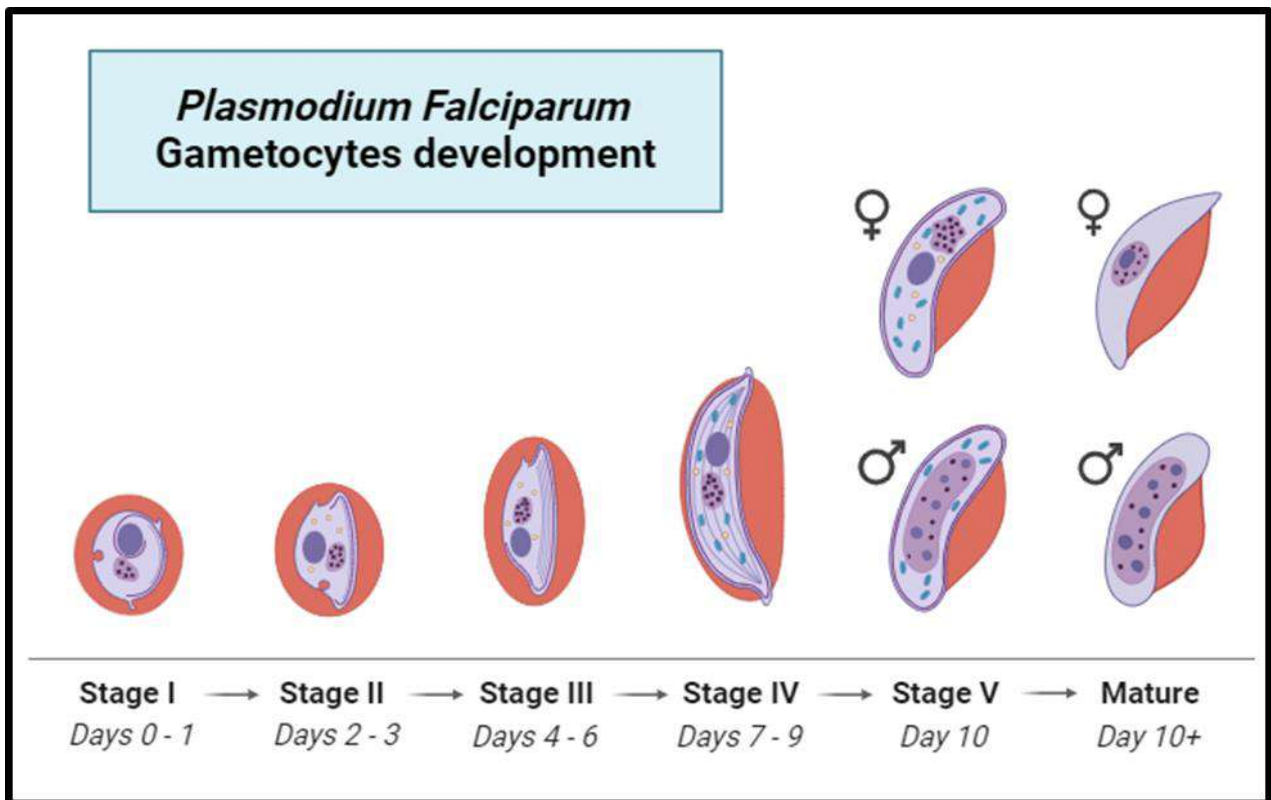 Plasmodium Falciparum
Gametocytes development
♀
♀
♂
♂
Stage I → Stage II → Stage III → Stage IV → Stage V → Mature
Days 0 - 1 Days 2 - 3 Days 4 - 6 Days 7 - 9 Day 10 Day 10+